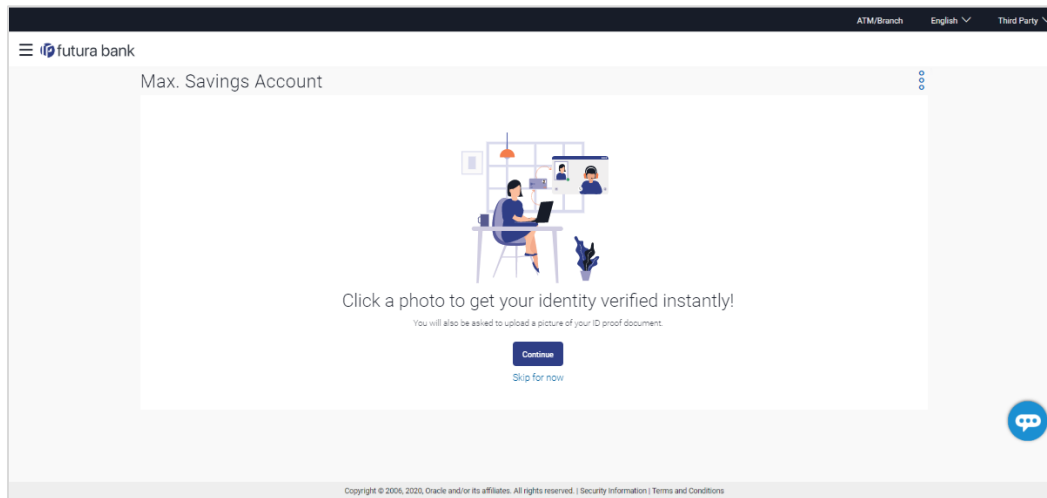 ATM/Branch English Third Party
futura bank
Max. Savings Account
Click a photo to get your identity verified instantly!
You will also be asked to upload a picture of your ID proof document.
Continue
Skip for now
Copyright © 2006, 2020, Oracle and/or its affiliates. All rights reserved. | Security Information | Terms and Conditions